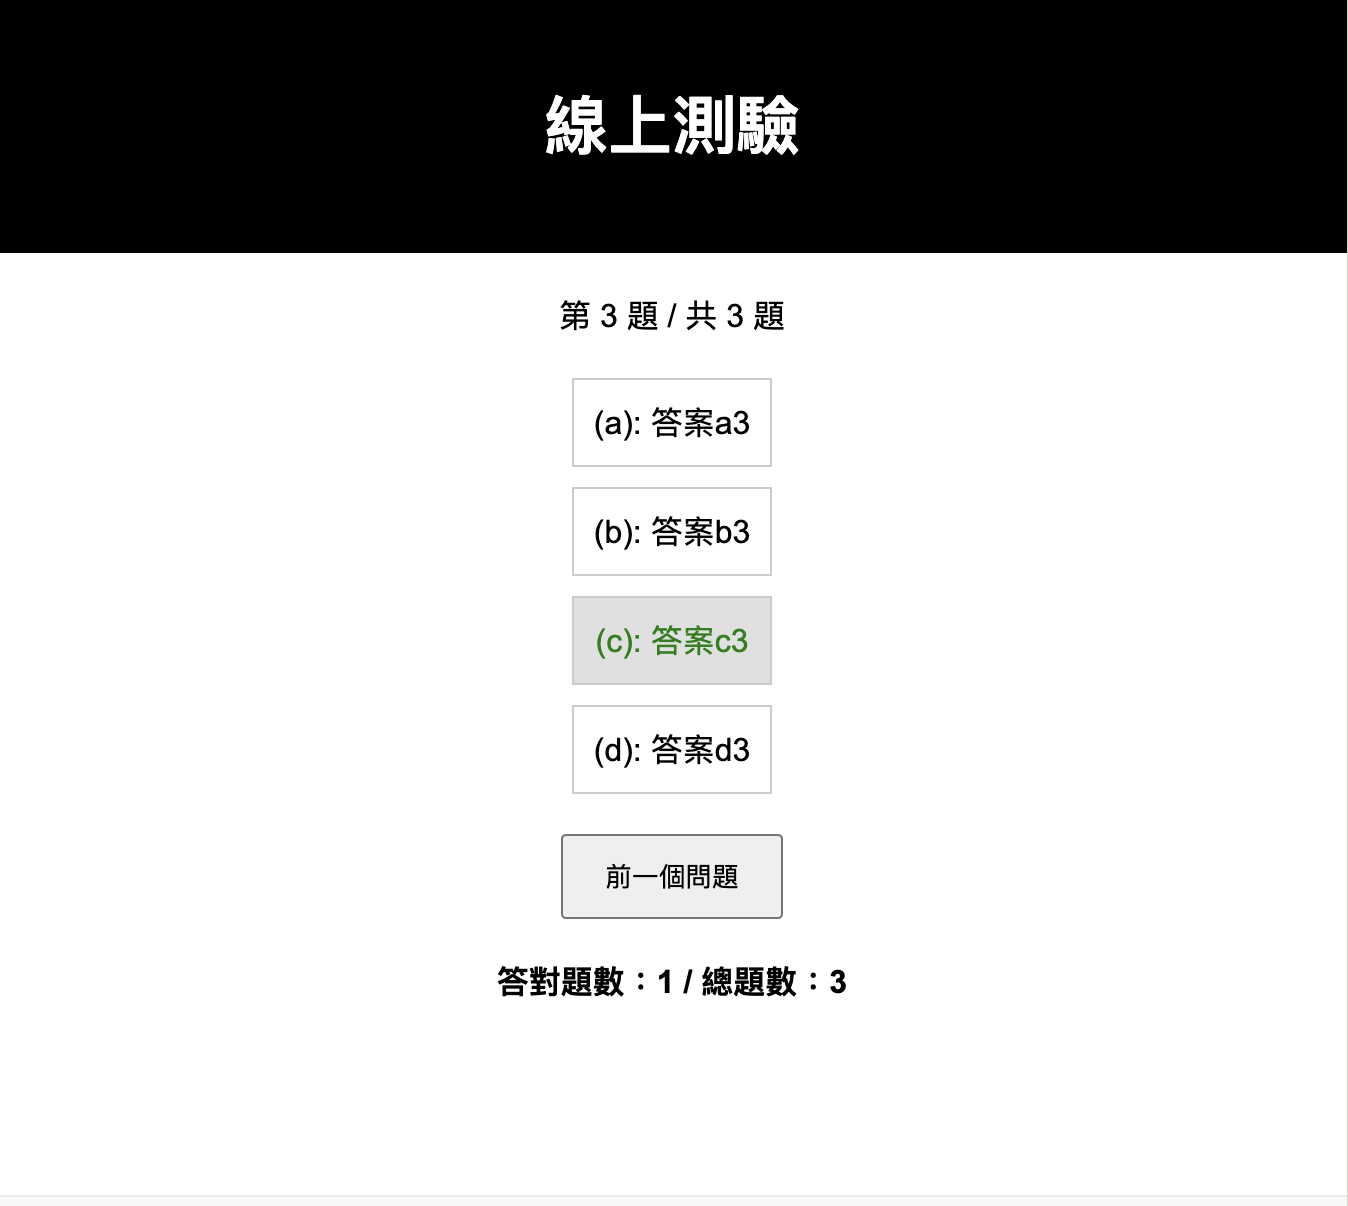 線上測驗
第 3 題 / 共 3 題
(a): 答案a3
(b): 答案b3
(c): 答案c3
(d): 答案d3
前一個問題
答對題數：1 / 總題數：3